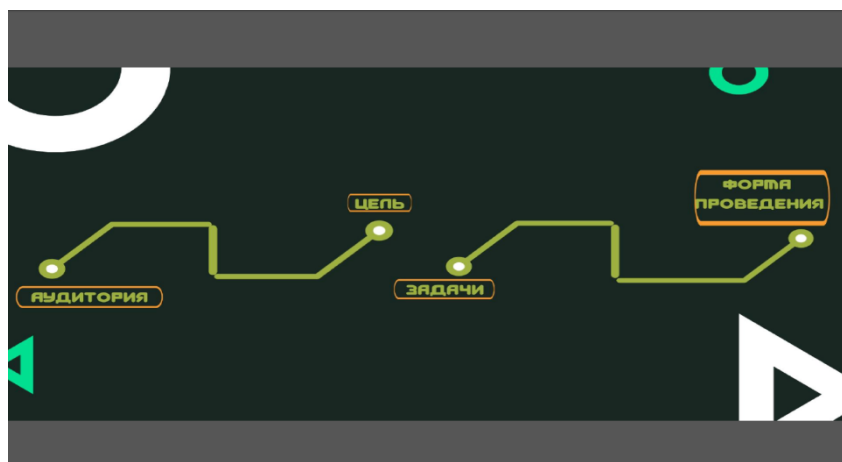 АУДИТОРИЯ
ЦЕЛЬ
ЗАДАЧИ
ФОРМА
ПРОВЕДЕНИЯ